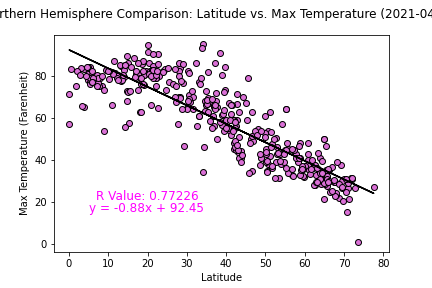 rthern Hemisphere Comparison: Latitude vs. Max Temperature (2021-04
Max Temperature (Farenheit)
80
60
40
20
0
R Value: 0.77226
y = -0.88x + 92.45
0 10 20 30 40 50 60 70 80
Latitude